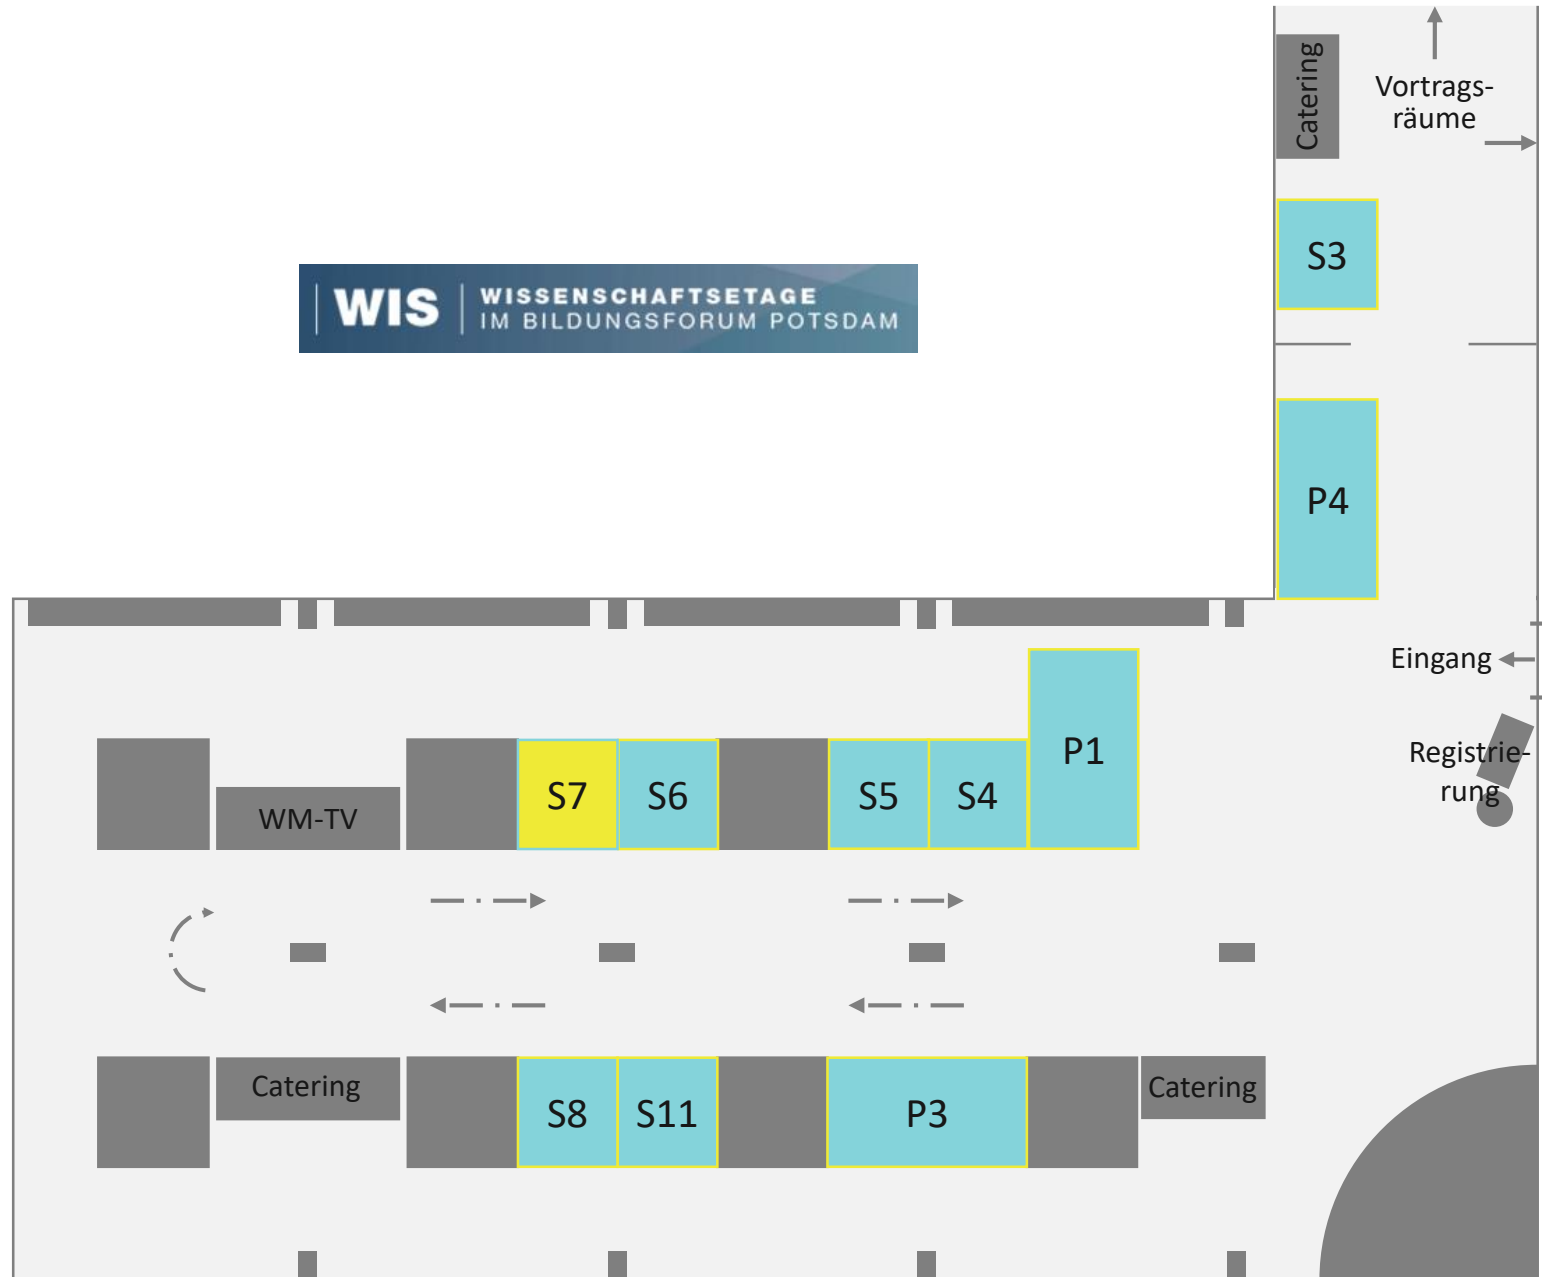 Catering
Vortrags-
räume
S3
WIS
WISSENSCHAFTSETAGE
IM BILDUNGSFORUM POTSDAM
P4
Eingang
P1
Registrie-
rung
S7
S6
S5
S4
WM-TV
Catering
S8
S11
P3
Catering